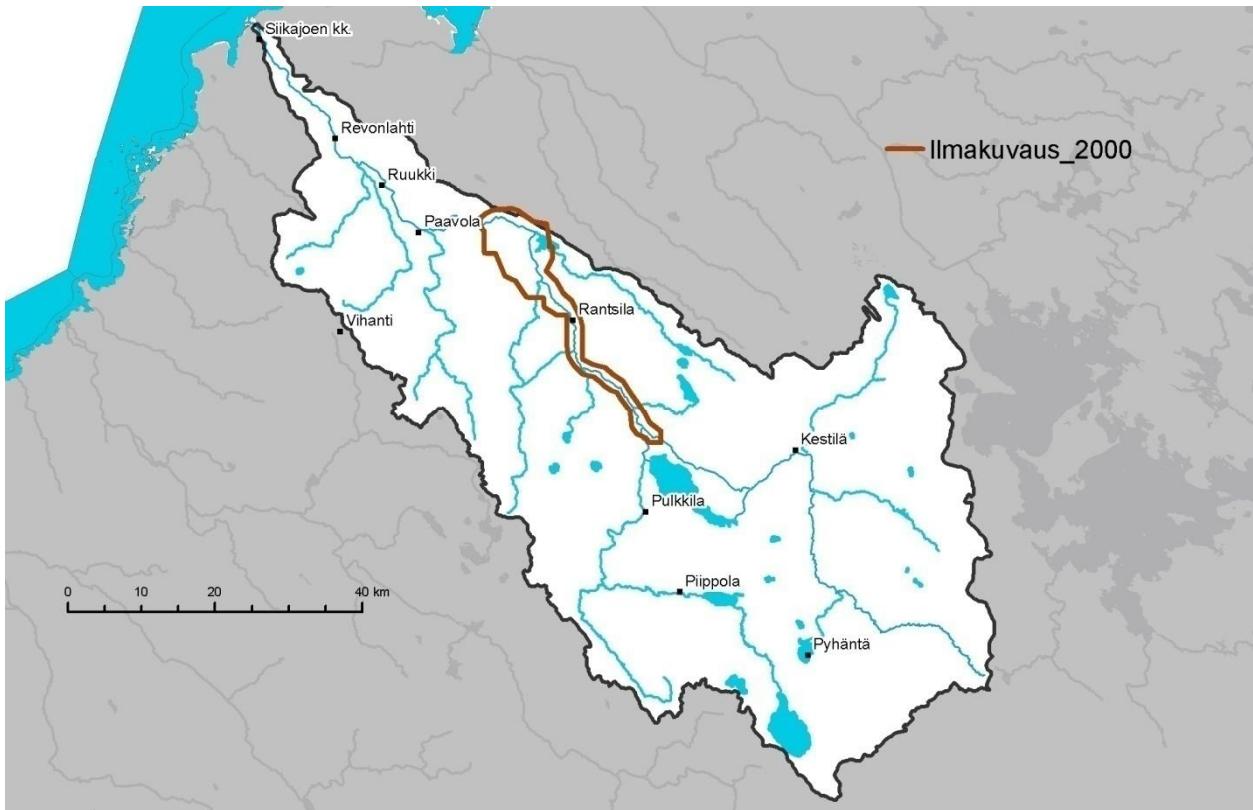 Siikajoen kk.
Revonlahti
Ilmakuvaus_2000
Ruukki
Paavola
Rantsila
Vihanti
Kestilä
Pulkkila
0 10 20 40 km
Piippola
Pyhäntä